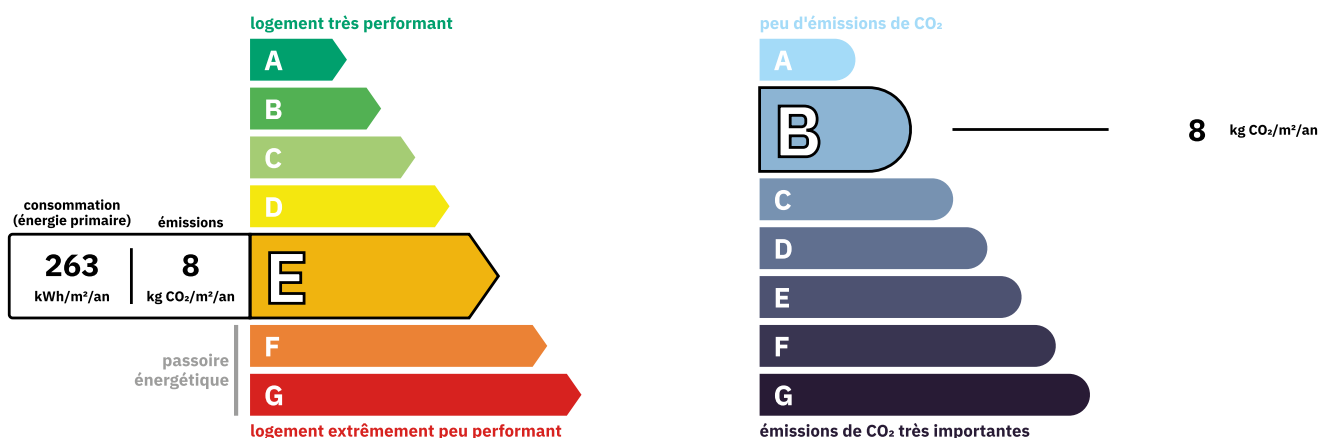 logement très performant
A
B
C
D
consommation
(énergie primaire)
émissions
263
kWh/m²/an
8
kg CO₂/m²/an
E
passoire
énergétique
F
G
logement extrêmement peu performant
peu d'émissions de CO₂
A
B
8 kg CO₂/m²/an
C
D
E
F
G
émissions de CO₂ très importantes